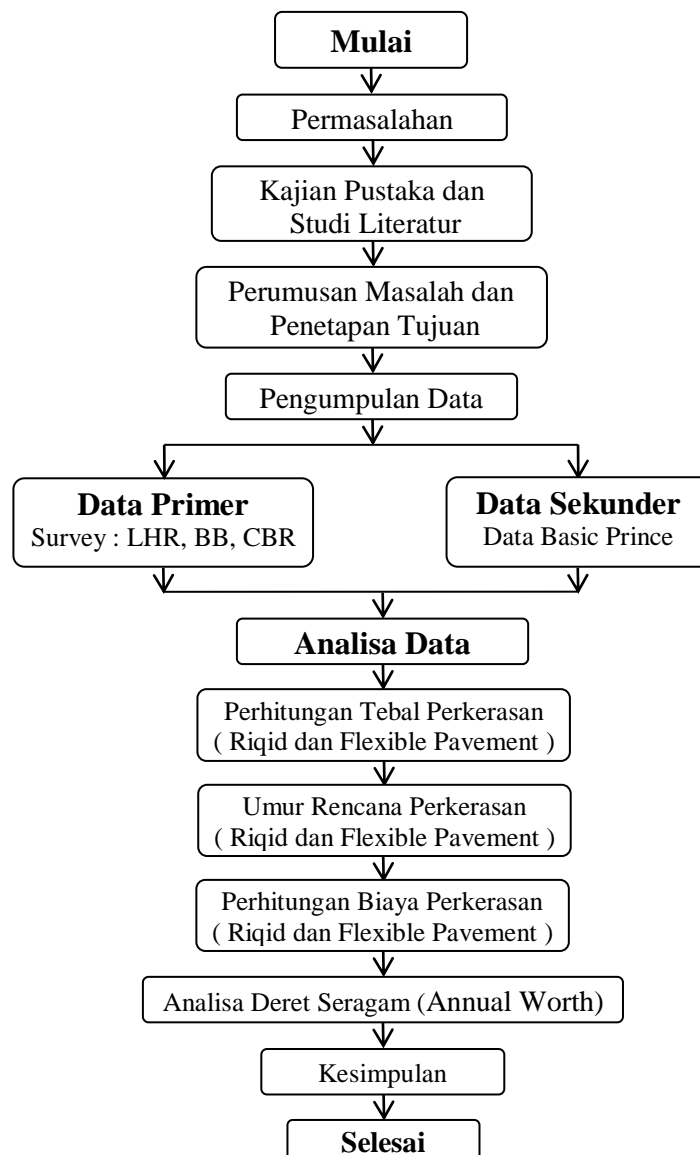 Mulai
Permasalahan
Kajian Pustaka dan
Studi Literatur
Perumusan Masalah dan
Penetapan Tujuan
Pengumpulan Data
Data Primer
Survey : LHR, BB, CBR
Data Sekunder
Data Basic Prince
Analisa Data
Perhitungan Tebal Perkerasan
( Riqid dan Flexible Pavement )
Umur Rencana Perkerasan
( Riqid dan Flexible Pavement )
Perhitungan Biaya Perkerasan
( Riqid dan Flexible Pavement )
Analisa Deret Seragam (Annual Worth)
Kesimpulan
Selesai